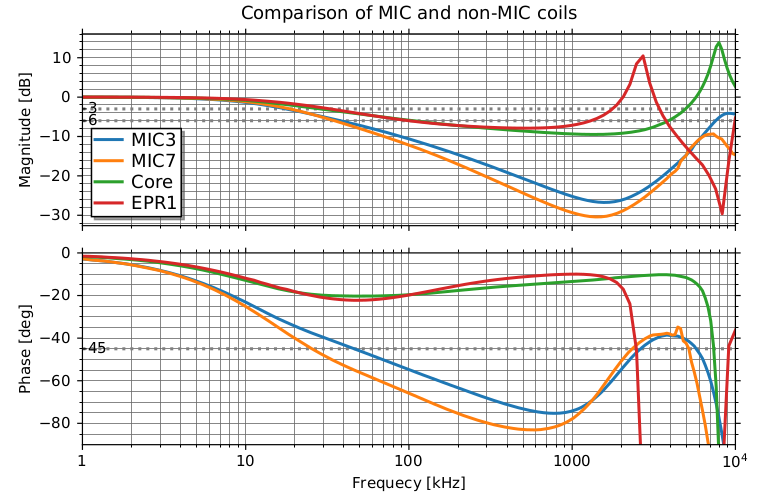 Comparison of MIC and non-MIC coils
Magnitude [dB]
10
0
-3
-6
−10
−20
−30
MIC3
MIC7
Core
EPR1
Phase [deg]
0
−20
−40
-45
−60
−80
1
10
100
1000
10⁴
Frequecy [kHz]